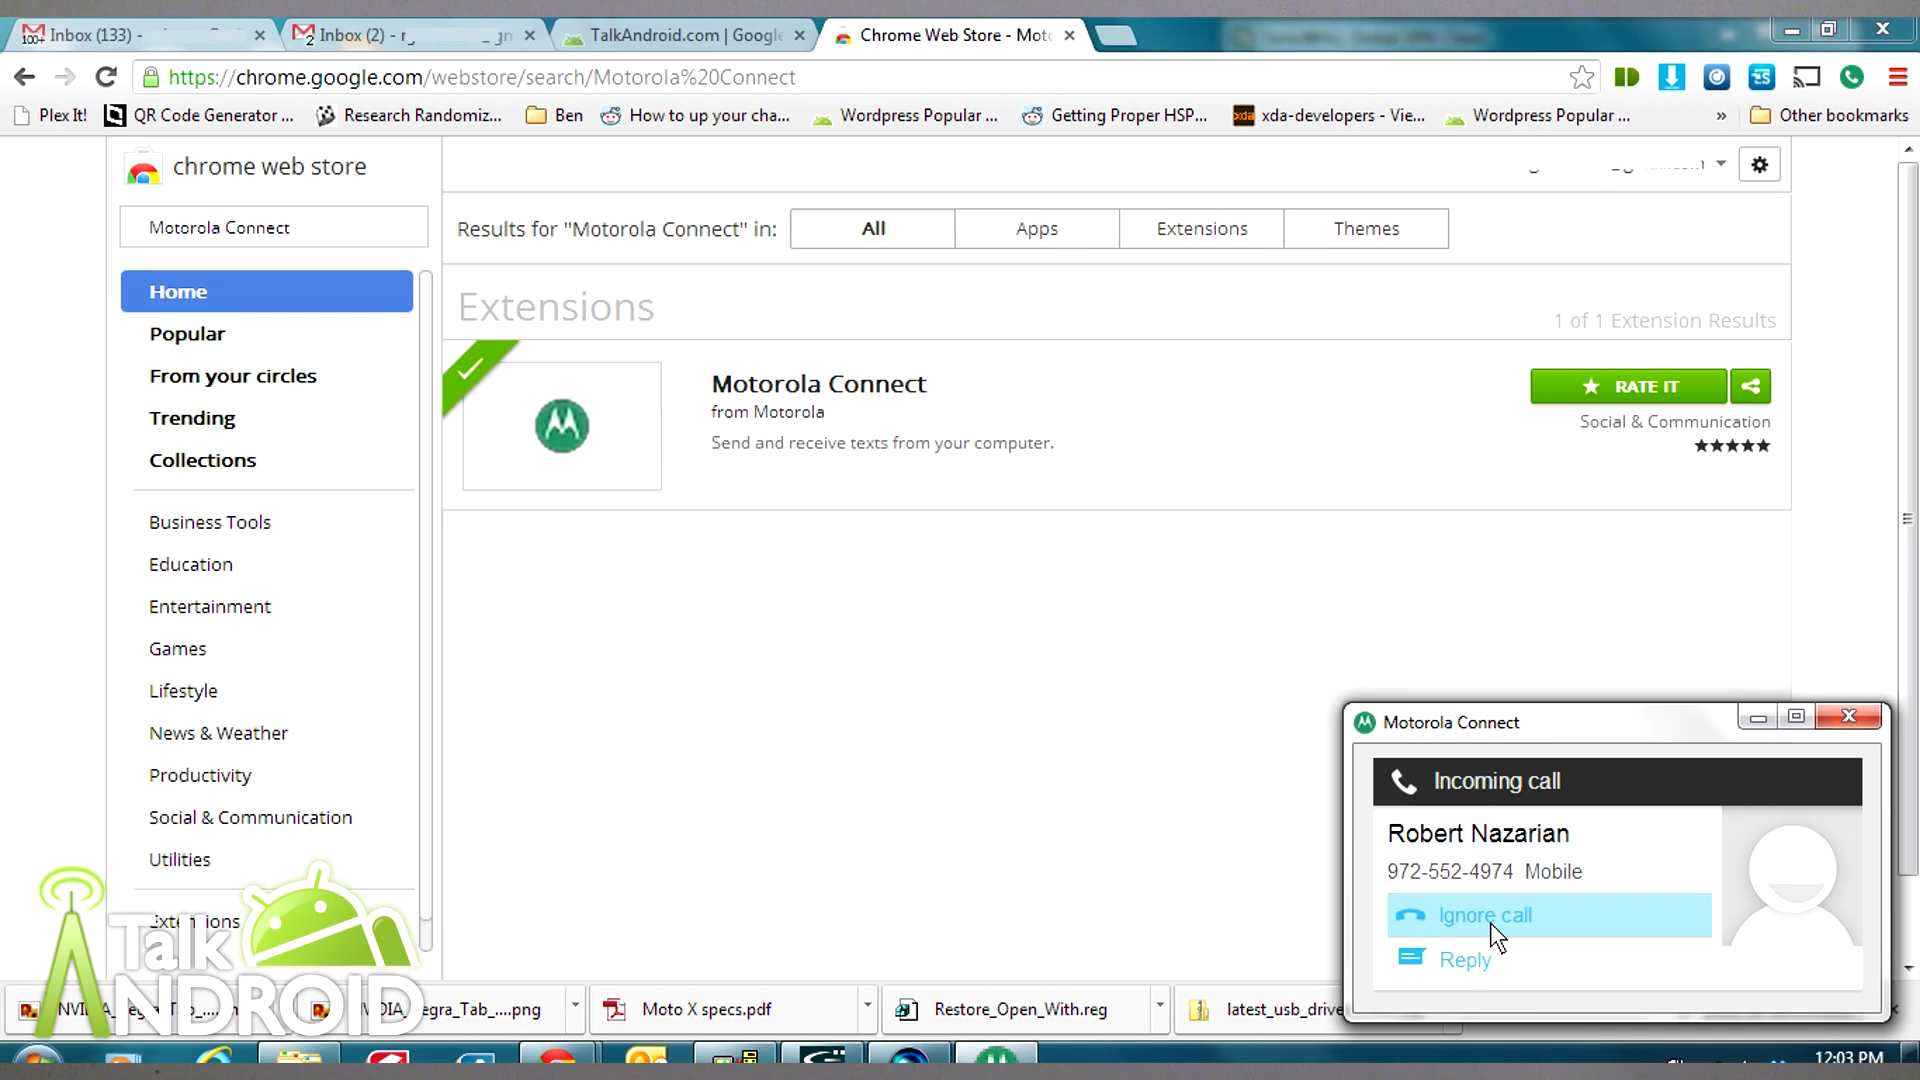 Inbox (133) -
Inbox (2) - r
TalkAndroid.com | Google
Chrome Web Store - Moto
https://chrome.google.com/webstore/search/Motorola%20Connect
Plex It!
QR Code Generator ...
Research Randomiz...
Ben
How to up your cha...
Wordpress Popular ...
Getting Proper HSP...
xda-developers - Vie...
Wordpress Popular ...
»
Other bookmarks
chrome web store
Motorola Connect
Results for "Motorola Connect" in:
All
Apps
Extensions
Themes
Home
Popular
From your circles
Trending
Collections
Business Tools
Education
Entertainment
Games
Lifestyle
News & Weather
Productivity
Social & Communication
Utilities
Extensions
Extensions
1 of 1 Extension Results
Motorola Connect
from Motorola
Send and receive texts from your computer.
RATE IT
Social & Communication
Motorola Connect
Incoming call
Robert Nazarian
972-552-4974 Mobile
Ignore call
Reply
Talk
ANDROID
Moto X specs.pdf
Restore_Open_With.reg
latest_usb_drive
12:03 PM